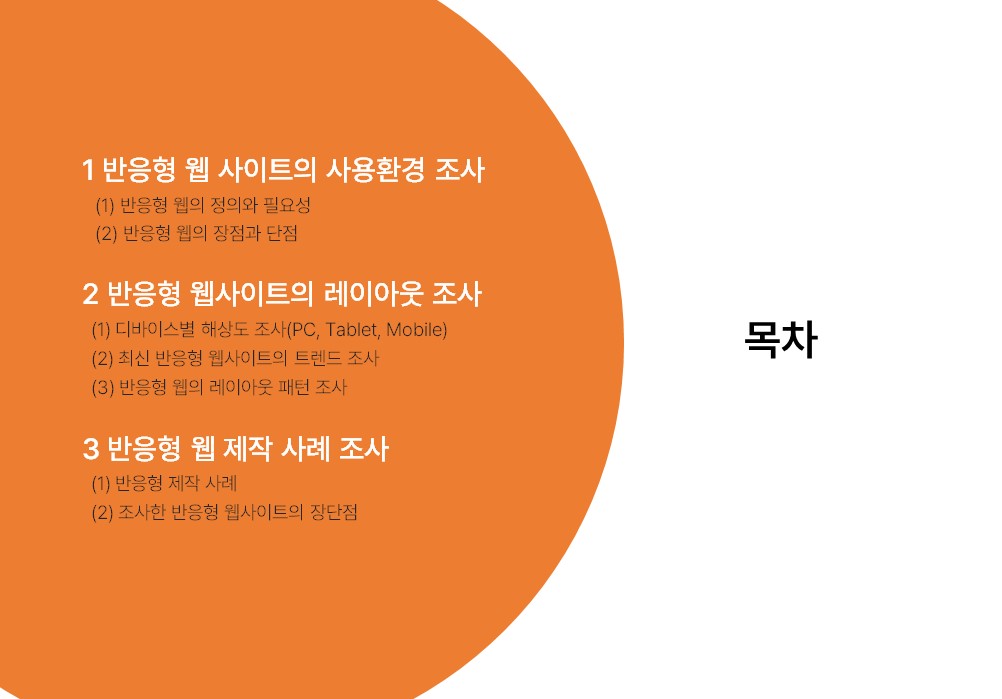 1 반응형 웹 사이트의 사용환경 조사
(1) 반응형 웹의 정의와 필요성
(2) 반응형 웹의 장점과 단점
2 반응형 웹사이트의 레이아웃 조사
(1) 디바이스별 해상도 조사(PC, Tablet, Mobile)
(2) 최신 반응형 웹사이트의 트렌드 조사
(3) 반응형 웹의 레이아웃 패턴 조사
3 반응형 웹 제작 사례 조사
(1) 반응형 제작 사례
(2) 조사한 반응형 웹사이트의 장단점
목차